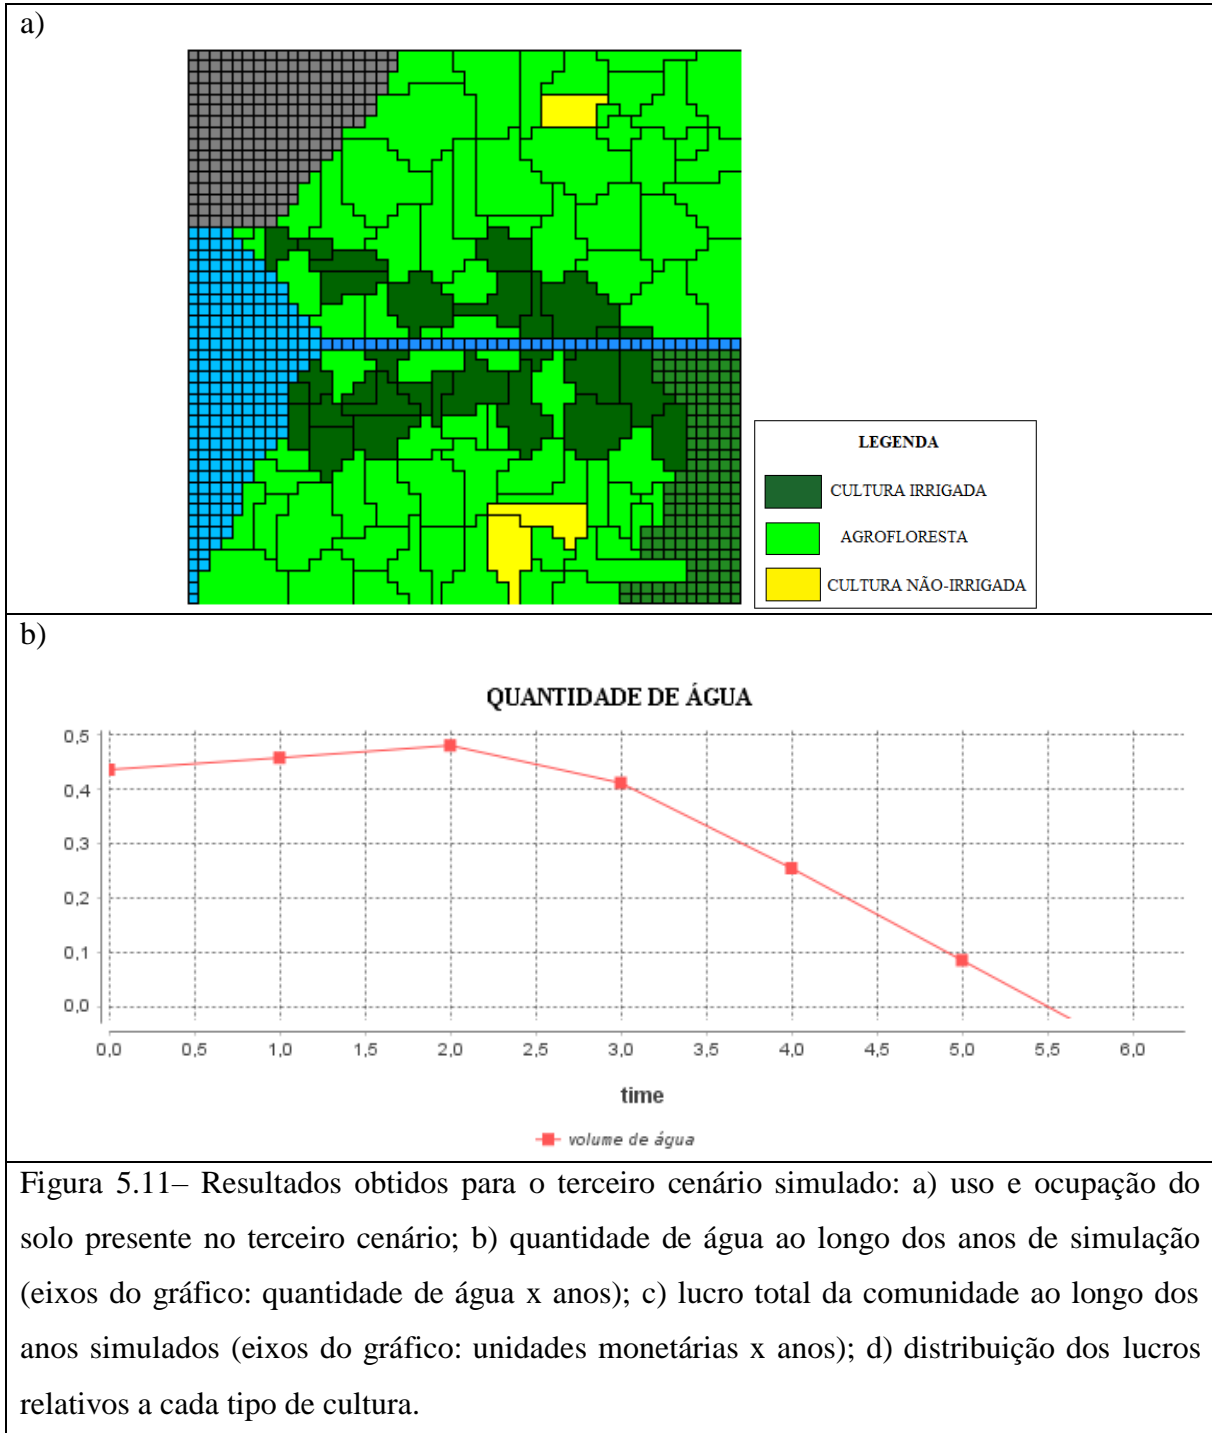 a)
LEGENDA
CULTURA IRRIGADA
AGROFLORESTA
CULTURA NÃO-IRRIGADA
b)
QUANTIDADE DE ÁGUA
0,5
0,4
0,3
0,2
0,1
0,0
0,0 0,5 1,0 1,5 2,0 2,5 3,0 3,5 4,0 4,5 5,0 5,5 6,0
time
volume de água
Figura 5.11– Resultados obtidos para o terceiro cenário simulado: a) uso e ocupação do
solo presente no terceiro cenário; b) quantidade de água ao longo dos anos de simulação
(eixos do gráfico: quantidade de água x anos); c) lucro total da comunidade ao longo dos
anos simulados (eixos do gráfico: unidades monetárias x anos); d) distribuição dos lucros
relativos a cada tipo de cultura.